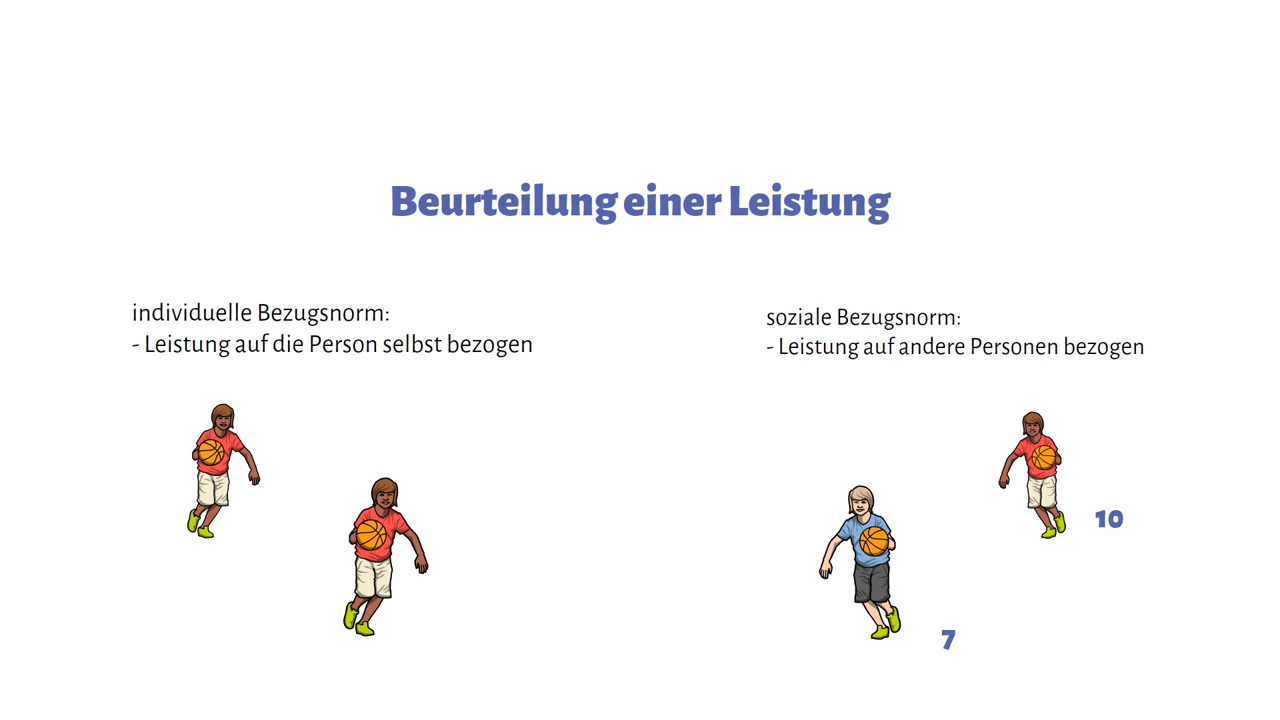 Beurteilung einer Leistung
individuelle Bezugsnorm:
- Leistung auf die Person selbst bezogen
soziale Bezugsnorm:
- Leistung auf andere Personen bezogen
10
7